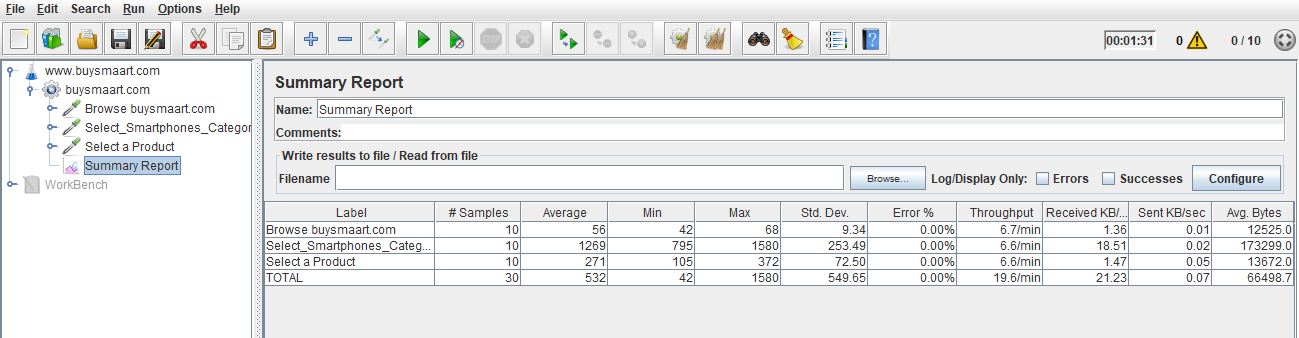 File Edit Search Run Options Help
00:01:31 0 0 / 10
www.buysmaart.com
buysmaart.com
Browse buysmaart.com
Select_Smartphones_Categor
Select a Product
Summary Report
WorkBench
Summary Report
Name: Summary Report
Comments:
Write results to file / Read from file
Filename Browse... Log/Display Only: Errors Successes Configure
Label # Samples Average Min Max Std. Dev. Error % Throughput Received KB/... Sent KB/sec Avg. Bytes
Browse buysmaart.com 10 56 42 68 9.34 0.00% 6.7/min 1.36 0.01 12525.0
Select_Smartphones_Categ... 10 1269 795 1580 253.49 0.00% 6.6/min 18.51 0.02 173299.0
Select a Product 10 271 105 372 72.50 0.00% 6.6/min 1.47 0.05 13672.0
TOTAL 30 532 42 1580 549.65 0.00% 19.6/min 21.23 0.07 66498.7